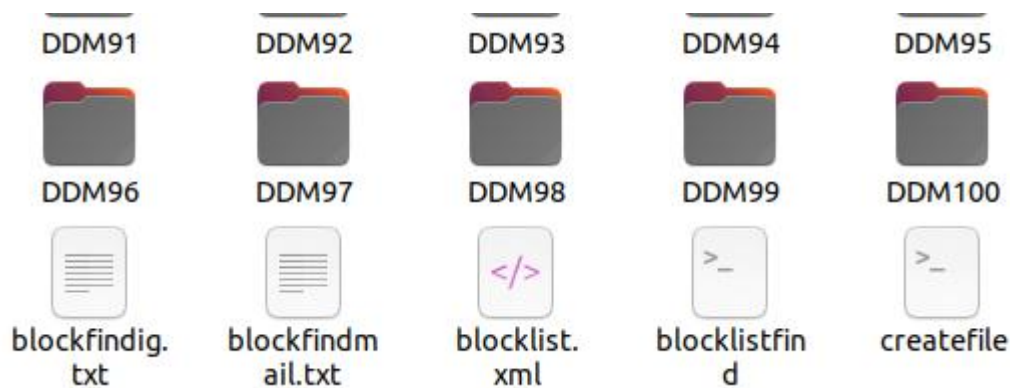 DDM91 DDM92 DDM93 DDM94 DDM95
DDM96 DDM97 DDM98 DDM99 DDM100
</>
>_
>_
blockfindig.
txt
blockfindm
ail.txt
blocklist.
xml
blocklistfin
d
createfile